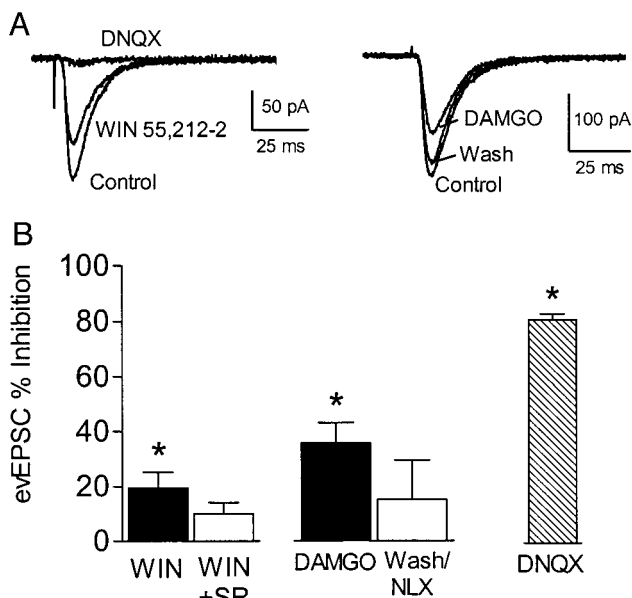 A
DNQX
WIN 55,212-2
Control
50 pA
25 ms
DAMGO
Wash
Control
100 pA
25 ms
B
evEPSC % Inhibition
100
80
60
40
20
0
*
*
*
WIN
WIN
+SR
DAMGO
Wash/
NLX
DNQX